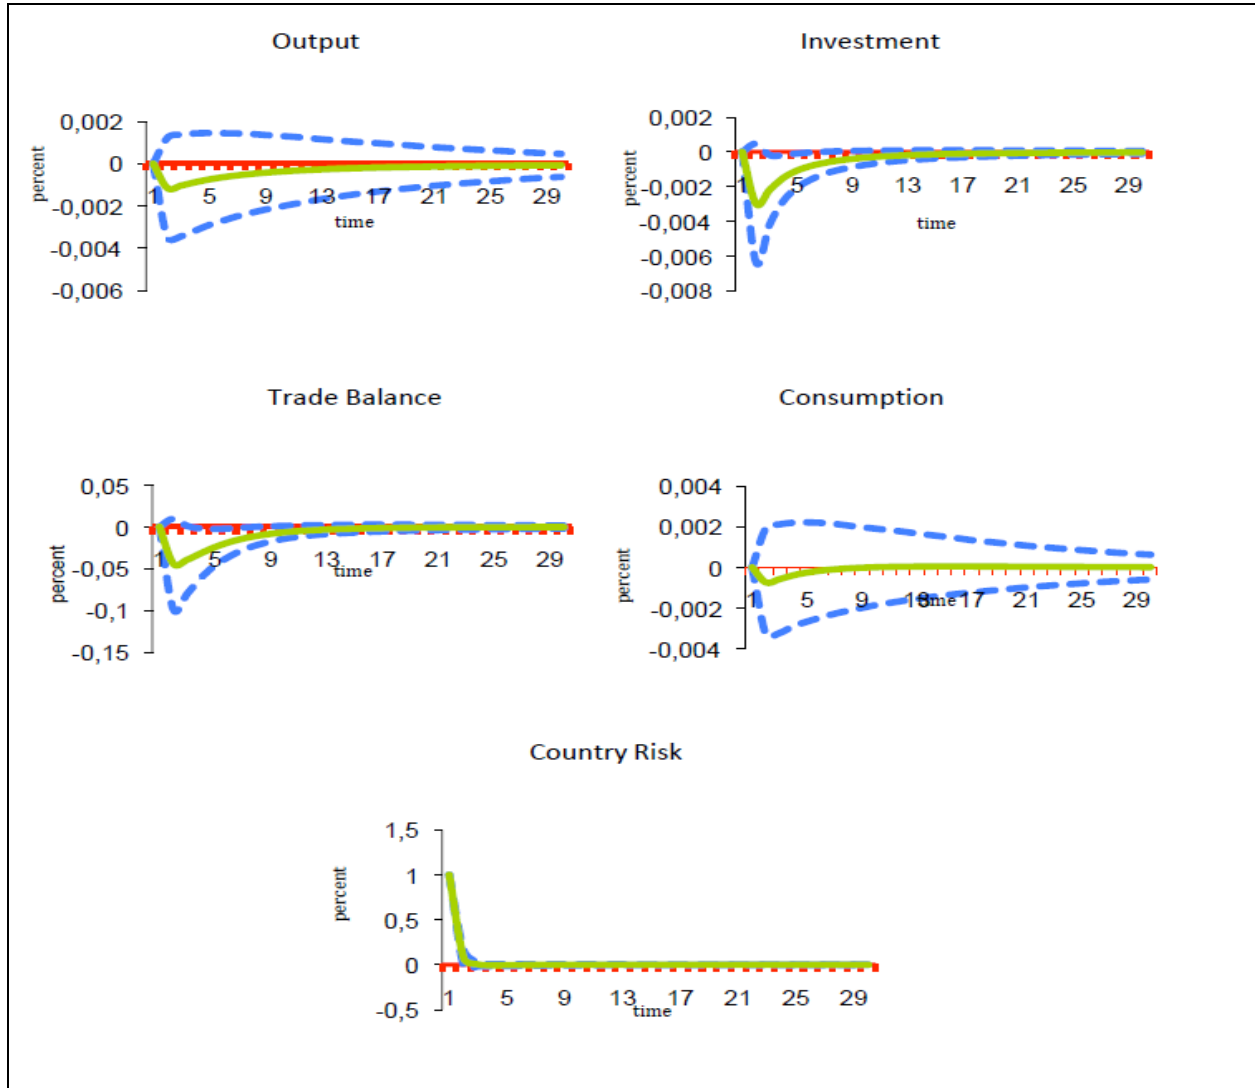 Output
percent
0,002
0
-0,002
-0,004
-0,006
1 5 9 13 17 21 25 29
time
Investment
percent
0,002
0
-0,002
-0,004
-0,006
-0,008
1 5 9 13 17 21 25 29
time
Trade Balance
percent
0,05
0
-0,05
-0,1
-0,15
1 5 9 13 17 21 25 29
time
Consumption
percent
0,004
0,002
0
-0,002
-0,004
1 5 9 13 17 21 25 29
time
Country Risk
percent
1,5
1
0,5
0
-0,5
1 5 9 13 17 21 25 29
time